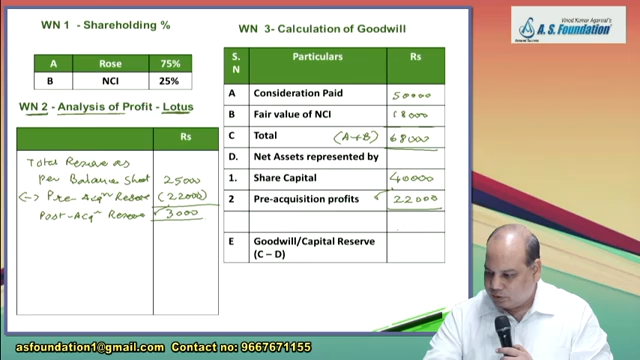 WN 1 - Shareholding %
A Rose 75%
B NCI 25%
WN 2 - Analysis of Profit - Lotus
Rs
Total Reserve as
per Balance Sheet 25000
(-) Pre-Acqn Reserve (22000)
Post-Acqn Reserve 3000
WN 3- Calculation of Goodwill
S. N Particulars Rs
A Consideration Paid 50000
B Fair value of NCI 18000
C Total (A+B) 68000
D. Net Assets represented by
1. Share Capital 40000
2 Pre-acquisition profits 22000
E Goodwill/Capital Reserve
(C – D)
Vinod Kumar Agarwal's
A. S. Foundation
asfoundation1@gmail.com Contact no: 9667671155